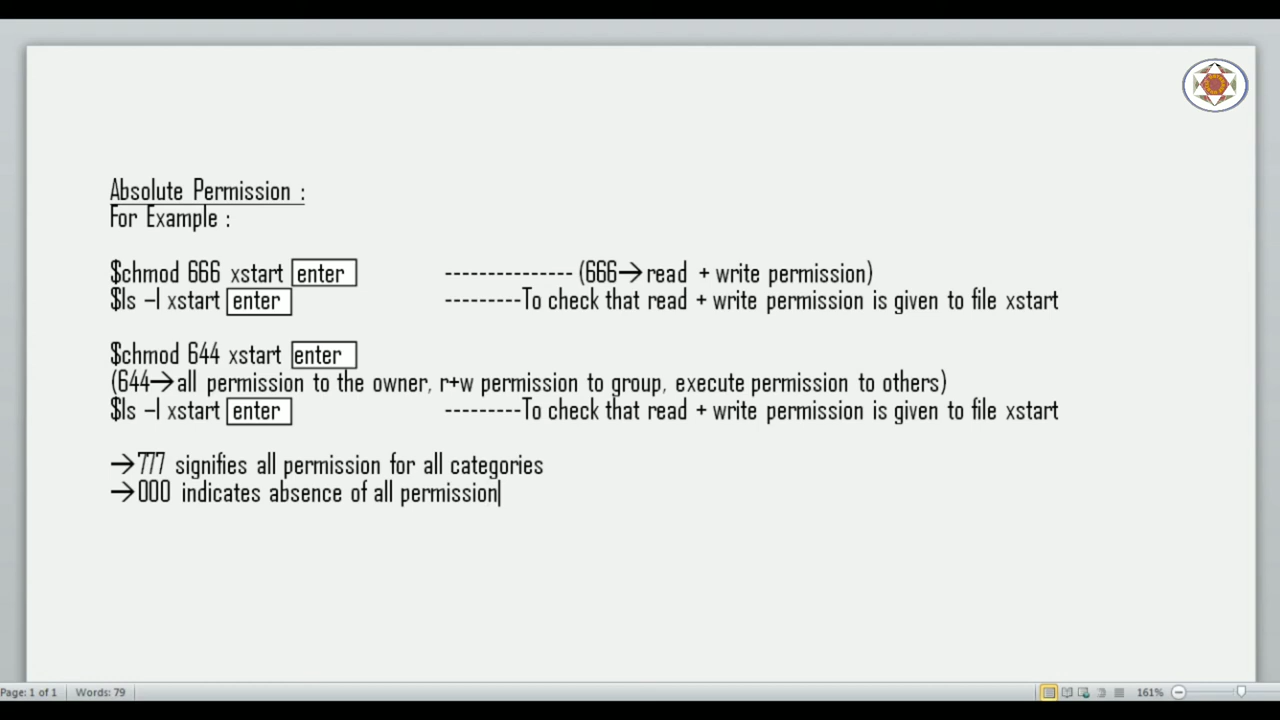 Absolute Permission :
For Example :
$chmod 666 xstart enter --------------- (666→read + write permission)
$ls –l xstart enter ---------To check that read + write permission is given to file xstart
$chmod 644 xstart enter
(644→all permission to the owner, r+w permission to group, execute permission to others)
$ls –l xstart enter ---------To check that read + write permission is given to file xstart
→777 signifies all permission for all categories
→000 indicates absence of all permission
Page: 1 of 1 Words: 79 161%